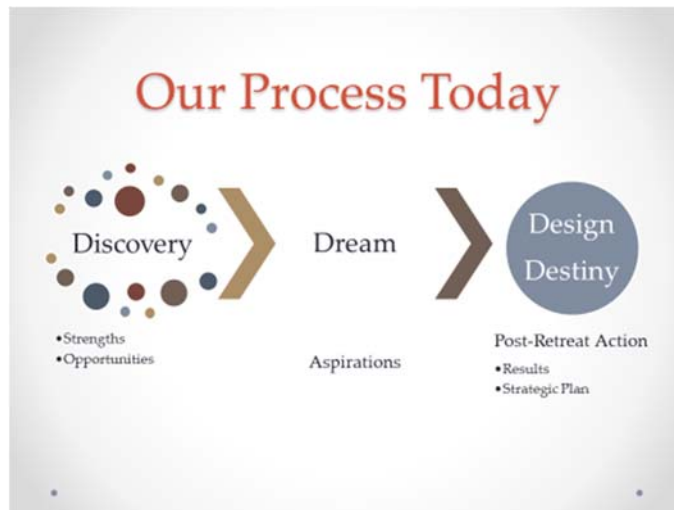 Our Process Today
Discovery
•Strengths
•Opportunities
Dream
Aspirations
Design
Destiny
Post-Retreat Action
•Results
•Strategic Plan